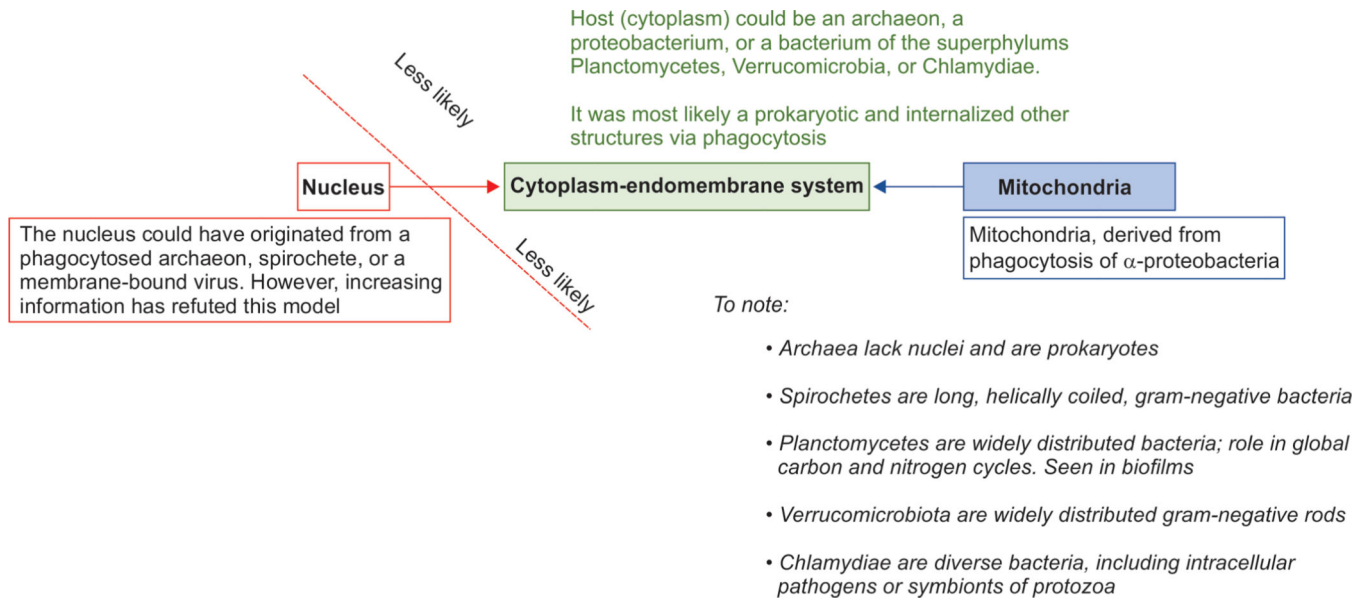 Host (cytoplasm) could be an archaeon, a
proteobacterium, or a bacterium of the superphylums
Planctomycetes, Verrucomicrobia, or Chlamydiae.
It was most likely a prokaryotic and internalized other
structures via phagocytosis
Less likely
Nucleus
Cytoplasm-endomembrane system
Mitochondria
The nucleus could have originated from a
phagocytosed archaeon, spirochete, or a
membrane-bound virus. However, increasing
information has refuted this model
Less likely
Mitochondria, derived from
phagocytosis of α-proteobacteria
To note:
• Archaea lack nuclei and are prokaryotes
• Spirochetes are long, helically coiled, gram-negative bacteria
• Planctomycetes are widely distributed bacteria; role in global
carbon and nitrogen cycles. Seen in biofilms
• Verrucomicrobiota are widely distributed gram-negative rods
• Chlamydiae are diverse bacteria, including intracellular
pathogens or symbionts of protozoa